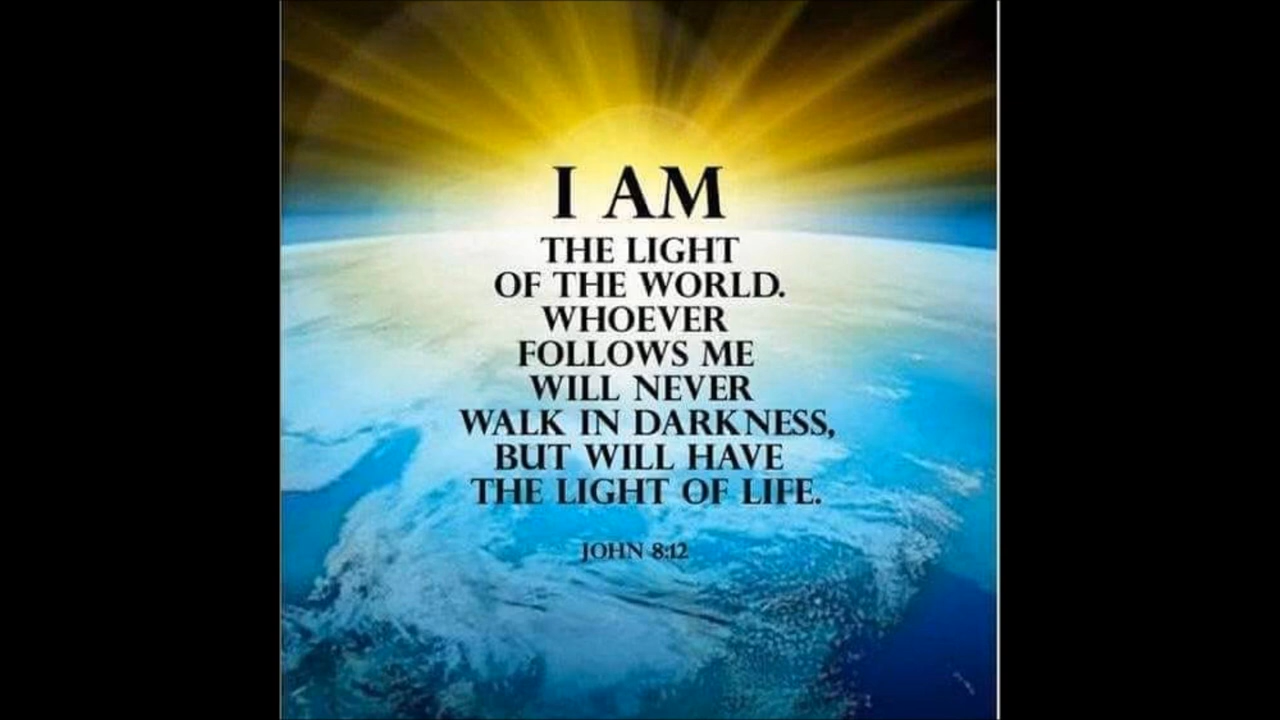 I AM
THE LIGHT
OF THE WORLD.
WHOEVER
FOLLOWS ME
WILL NEVER
WALK IN DARKNESS,
BUT WILL HAVE
THE LIGHT OF LIFE.
JOHN 8:12